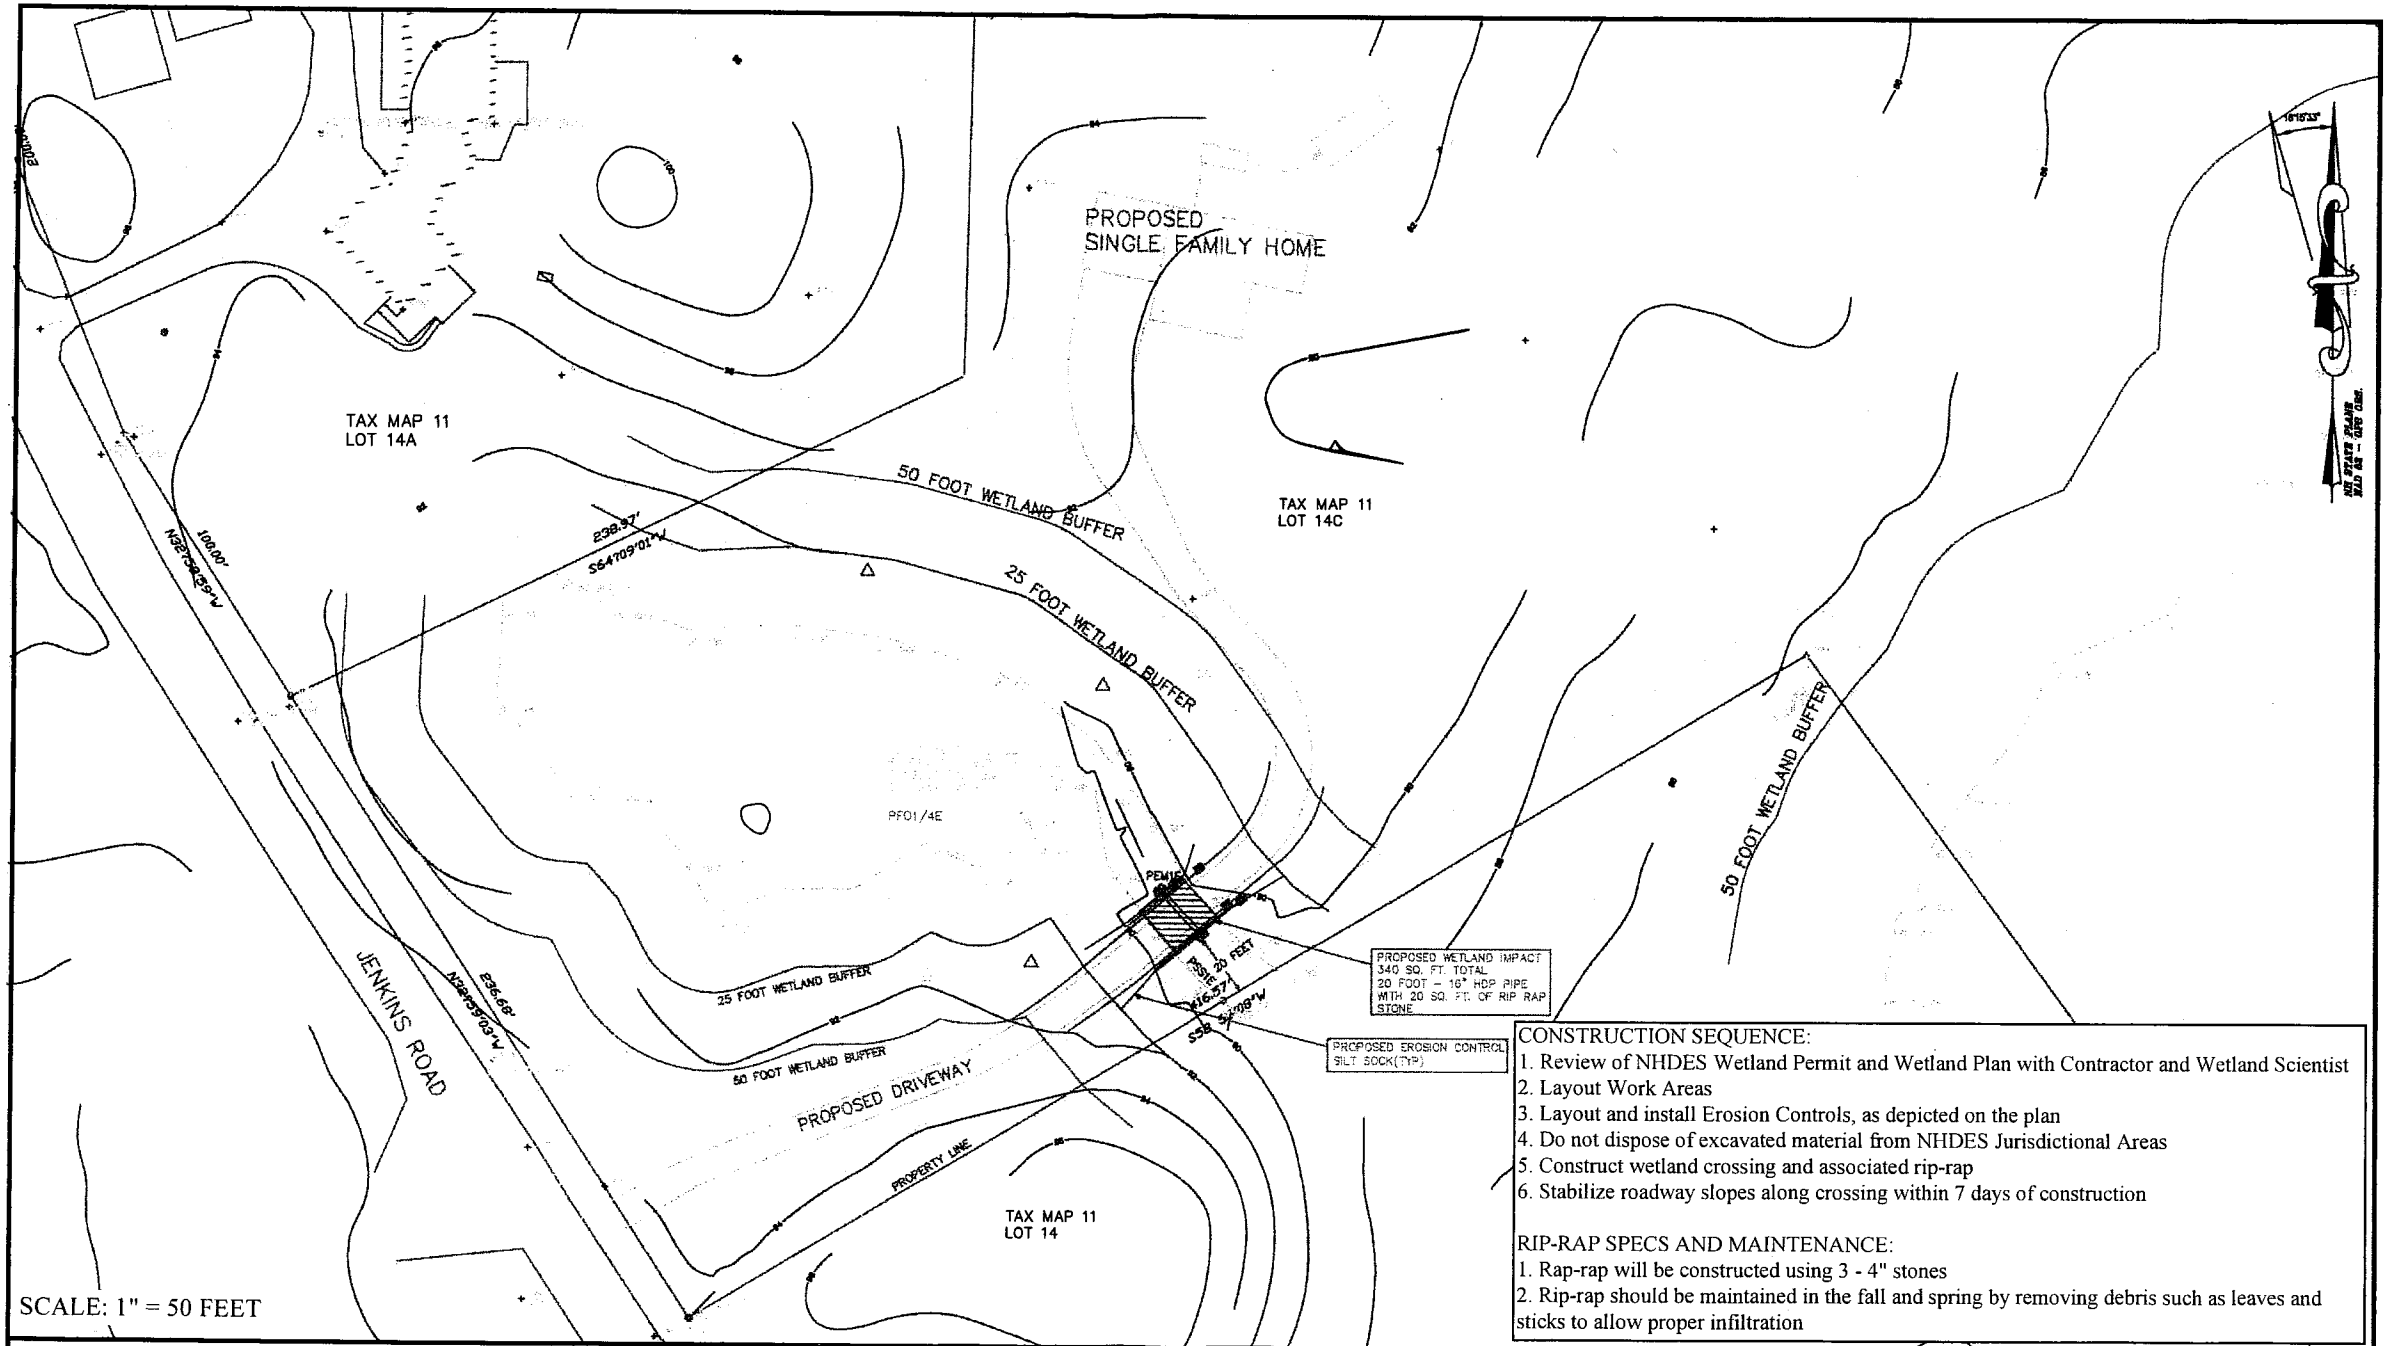 PROPOSED
SINGLE FAMILY HOME
100
94
TAX MAP 11
LOT 14A
50 FOOT WETLAND BUFFER
TAX MAP 11
LOT 14C
238.97'
100.00'
25 FOOT WETLAND BUFFER
50 FOOT WETLAND BUFFER
PFO1/4E
JENKINS ROAD
236.68'
25 FOOT WETLAND BUFFER
50 FOOT WETLAND BUFFER
20 FEET
PROPOSED DRIVEWAY
PROPERTY LINE
TAX MAP 11
LOT 14
PROPOSED WETLAND IMPACT
340 SQ. FT. TOTAL
20 FOOT - 16" HDP PIPE
WITH 20 SQ. FT. OF RIP RAP
STONE
PROPOSED EROSION CONTROL
SILT SOCK(TYP)
NH STATE PLANE
CONSTRUCTION SEQUENCE:
1. Review of NHDES Wetland Permit and Wetland Plan with Contractor and Wetland Scientist
2. Layout Work Areas
3. Layout and install Erosion Controls, as depicted on the plan
4. Do not dispose of excavated material from NHDES Jurisdictional Areas
5. Construct wetland crossing and associated rip-rap
6. Stabilize roadway slopes along crossing within 7 days of construction
RIP-RAP SPECS AND MAINTENANCE:
1. Rap-rap will be constructed using 3 - 4" stones
2. Rip-rap should be maintained in the fall and spring by removing debris such as leaves and
sticks to allow proper infiltration
SCALE: 1" = 50 FEET